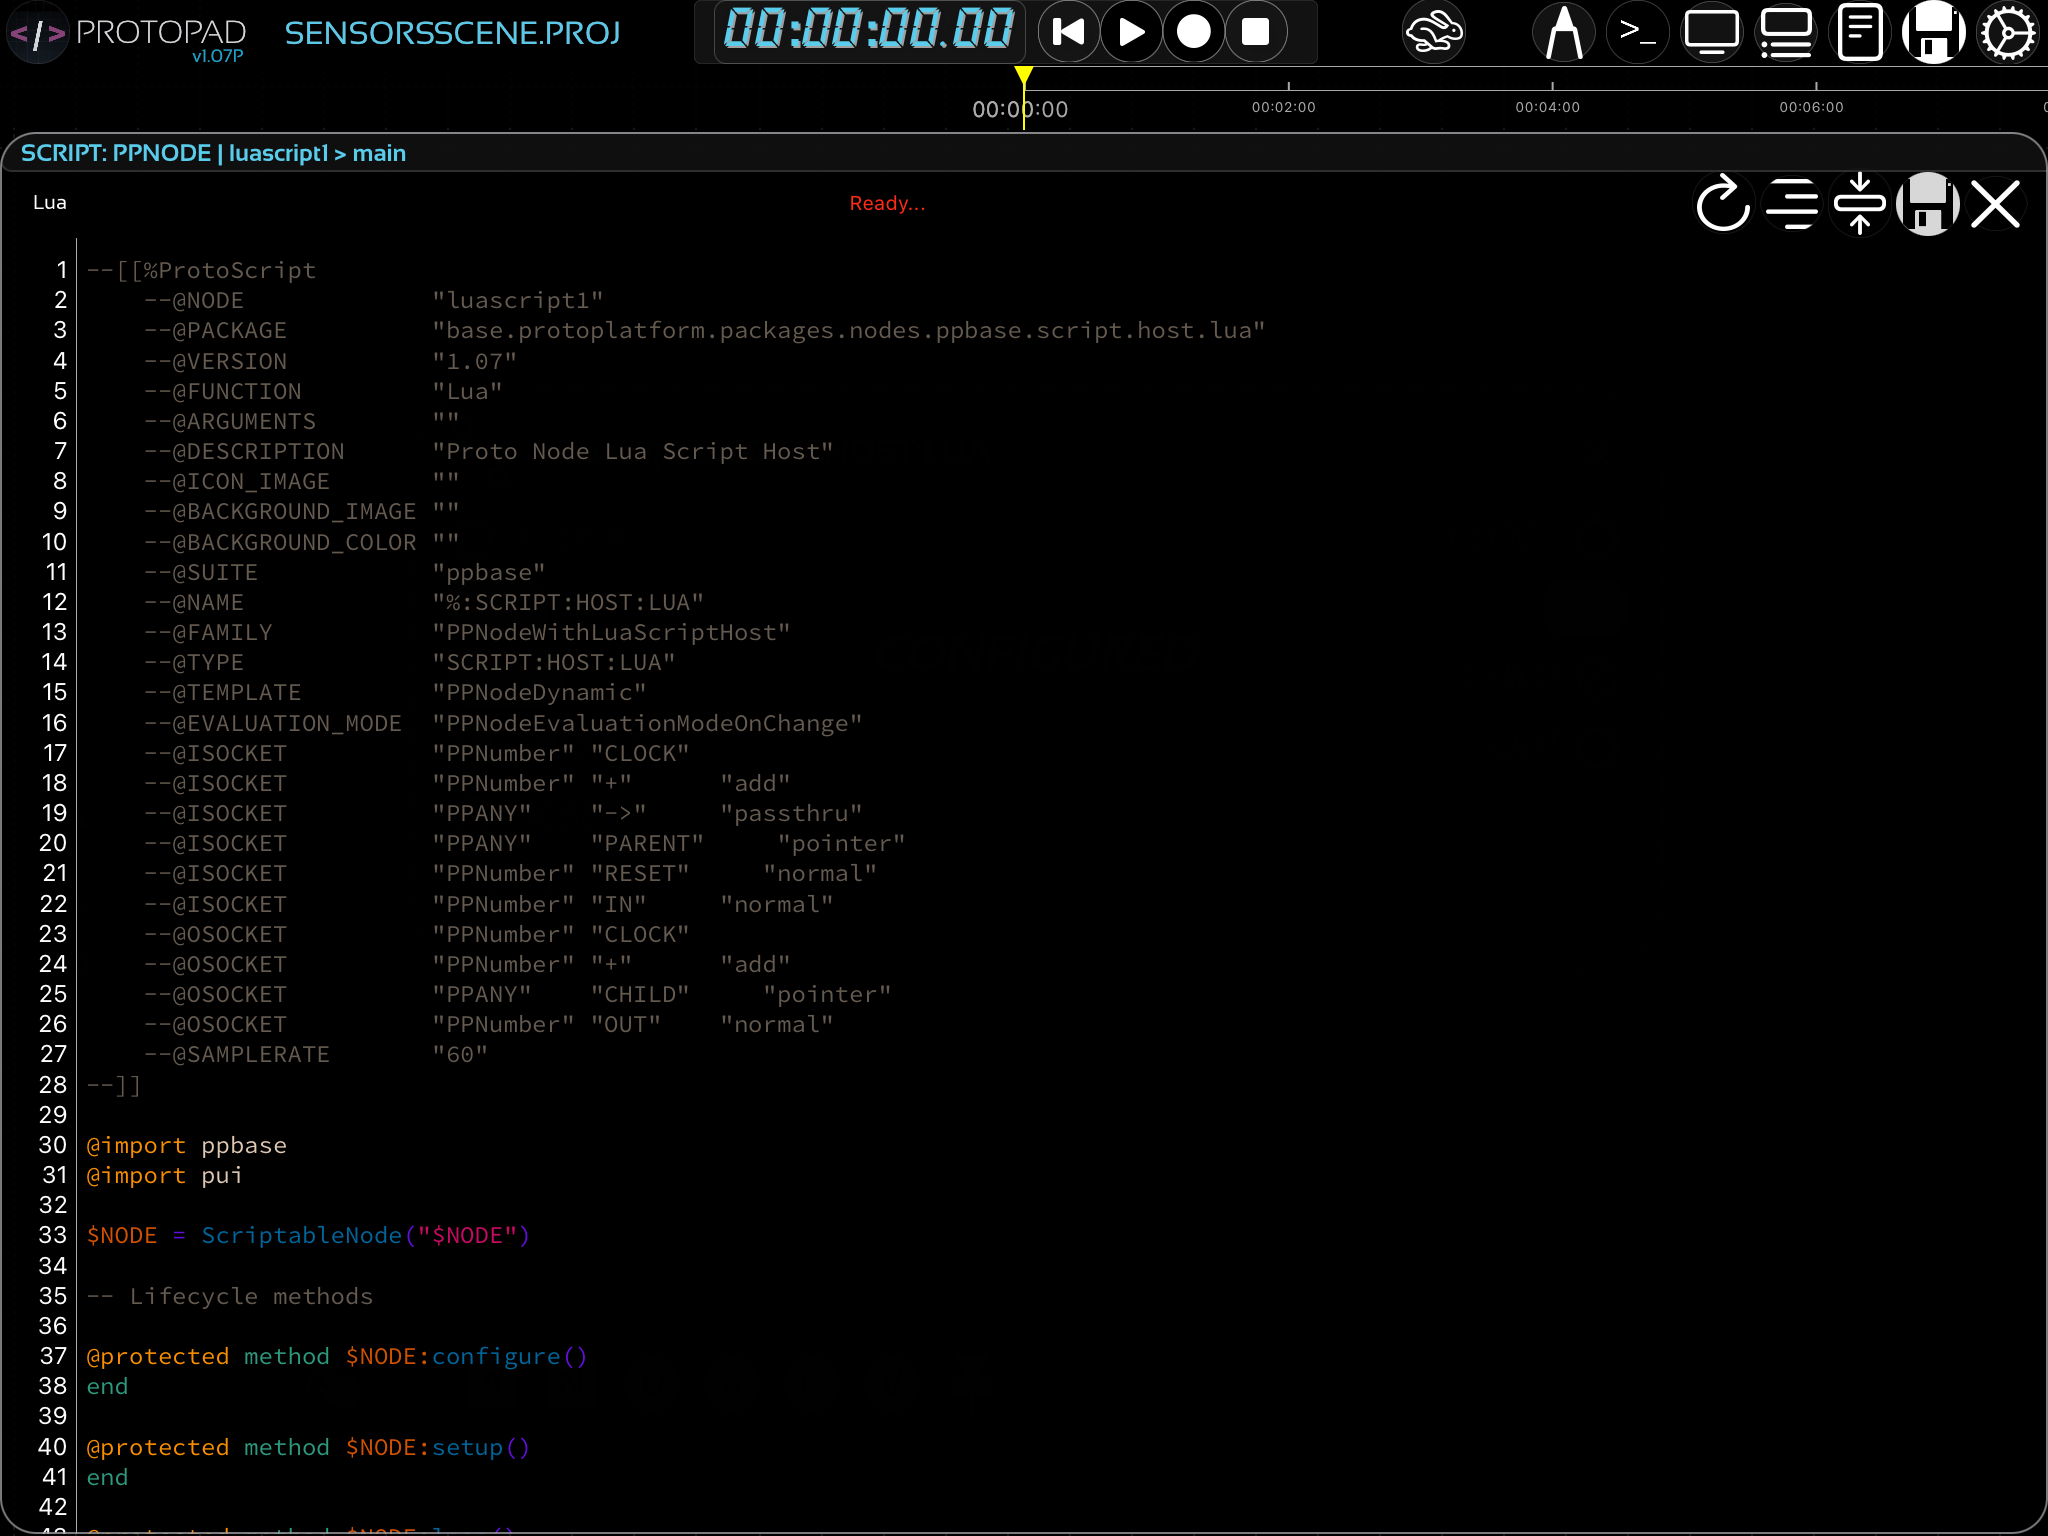 </> PROTOPAD
v1.07P
SENSORSSCENE.PROJ
00:00:00.00
>_
00:00:00
00:02:00
00:04:00
00:06:00
SCRIPT: PPNODE | luascript1 > main
Lua
Ready...
1 --[[%ProtoScript
2 --@NODE "luascript1"
3 --@PACKAGE "base.protoplatform.packages.nodes.ppbase.script.host.lua"
4 --@VERSION "1.07"
5 --@FUNCTION "Lua"
6 --@ARGUMENTS ""
7 --@DESCRIPTION "Proto Node Lua Script Host"
8 --@ICON_IMAGE ""
9 --@BACKGROUND_IMAGE ""
10 --@BACKGROUND_COLOR ""
11 --@SUITE "ppbase"
12 --@NAME "%:SCRIPT:HOST:LUA"
13 --@FAMILY "PPNodeWithLuaScriptHost"
14 --@TYPE "SCRIPT:HOST:LUA"
15 --@TEMPLATE "PPNodeDynamic"
16 --@EVALUATION_MODE "PPNodeEvaluationModeOnChange"
17 --@ISOCKET "PPNumber" "CLOCK"
18 --@ISOCKET "PPNumber" "+" "add"
19 --@ISOCKET "PPANY" "->" "passthru"
20 --@ISOCKET "PPANY" "PARENT" "pointer"
21 --@ISOCKET "PPNumber" "RESET" "normal"
22 --@ISOCKET "PPNumber" "IN" "normal"
23 --@OSOCKET "PPNumber" "CLOCK"
24 --@OSOCKET "PPNumber" "+" "add"
25 --@OSOCKET "PPANY" "CHILD" "pointer"
26 --@OSOCKET "PPNumber" "OUT" "normal"
27 --@SAMPLERATE "60"
28 --]]
29
30 @import ppbase
31 @import pui
32
33 $NODE = ScriptableNode("$NODE")
34
35 -- Lifecycle methods
36
37 @protected method $NODE:configure()
38 end
39
40 @protected method $NODE:setup()
41 end
42